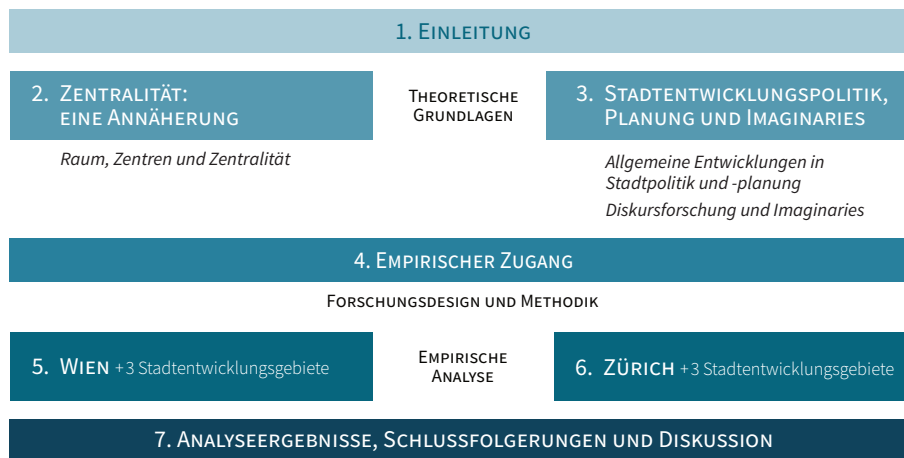 1. Einleitung
2. Zentralität:
eine Annäherung
Raum, Zentren und Zentralität
Theoretische
Grundlagen
3. Stadtentwicklungspolitik,
Planung und Imaginaries
Allgemeine Entwicklungen in
Stadtpolitik und -planung
Diskursforschung und Imaginaries
4. Empirischer Zugang
Forschungsdesign und Methodik
5. Wien +3 Stadtentwicklungsgebiete
Empirische
Analyse
6. Zürich +3 Stadtentwicklungsgebiete
7. Analyseergebnisse, Schlussfolgerungen und Diskussion